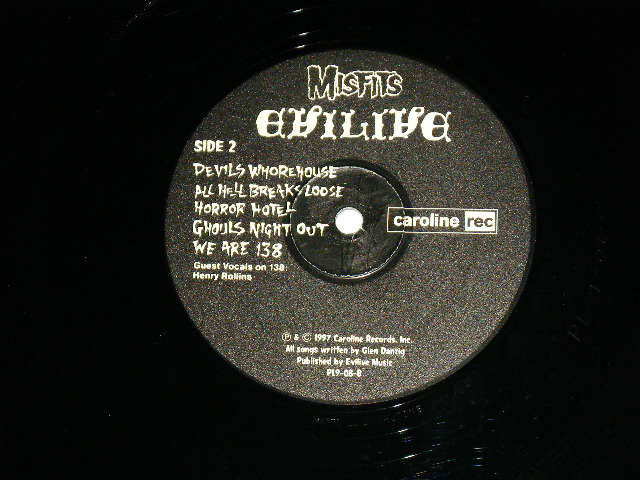 MISFITS
EVILIVE
SIDE 2
DEVILS WHOREHOUSE
ALL HELL BREAKS LOOSE
HORROR HOTEL
GHOULS NIGHT OUT
WE ARE 138
Guest Vocals on 138:
Henry Rollins
caroline rec
Ⓟ & © 1997 Caroline Records, Inc.
All songs written by Glen Danzig
Published by Evilive Music
PL9-08-B